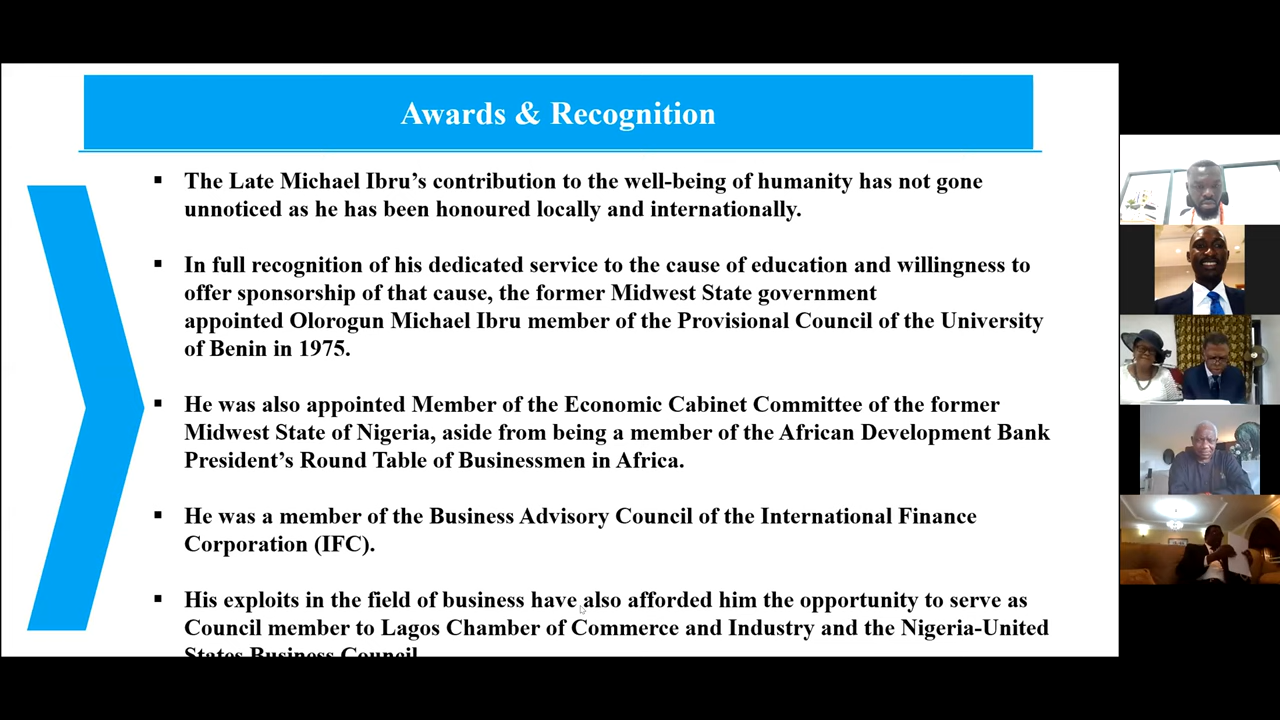 Awards & Recognition
▪ The Late Michael Ibru’s contribution to the well-being of humanity has not gone
unnoticed as he has been honoured locally and internationally.
▪ In full recognition of his dedicated service to the cause of education and willingness to
offer sponsorship of that cause, the former Midwest State government
appointed Olorogun Michael Ibru member of the Provisional Council of the University
of Benin in 1975.
▪ He was also appointed Member of the Economic Cabinet Committee of the former
Midwest State of Nigeria, aside from being a member of the African Development Bank
President’s Round Table of Businessmen in Africa.
▪ He was a member of the Business Advisory Council of the International Finance
Corporation (IFC).
▪ His exploits in the field of business have also afforded him the opportunity to serve as
Council member to Lagos Chamber of Commerce and Industry and the Nigeria-United
States Business Council